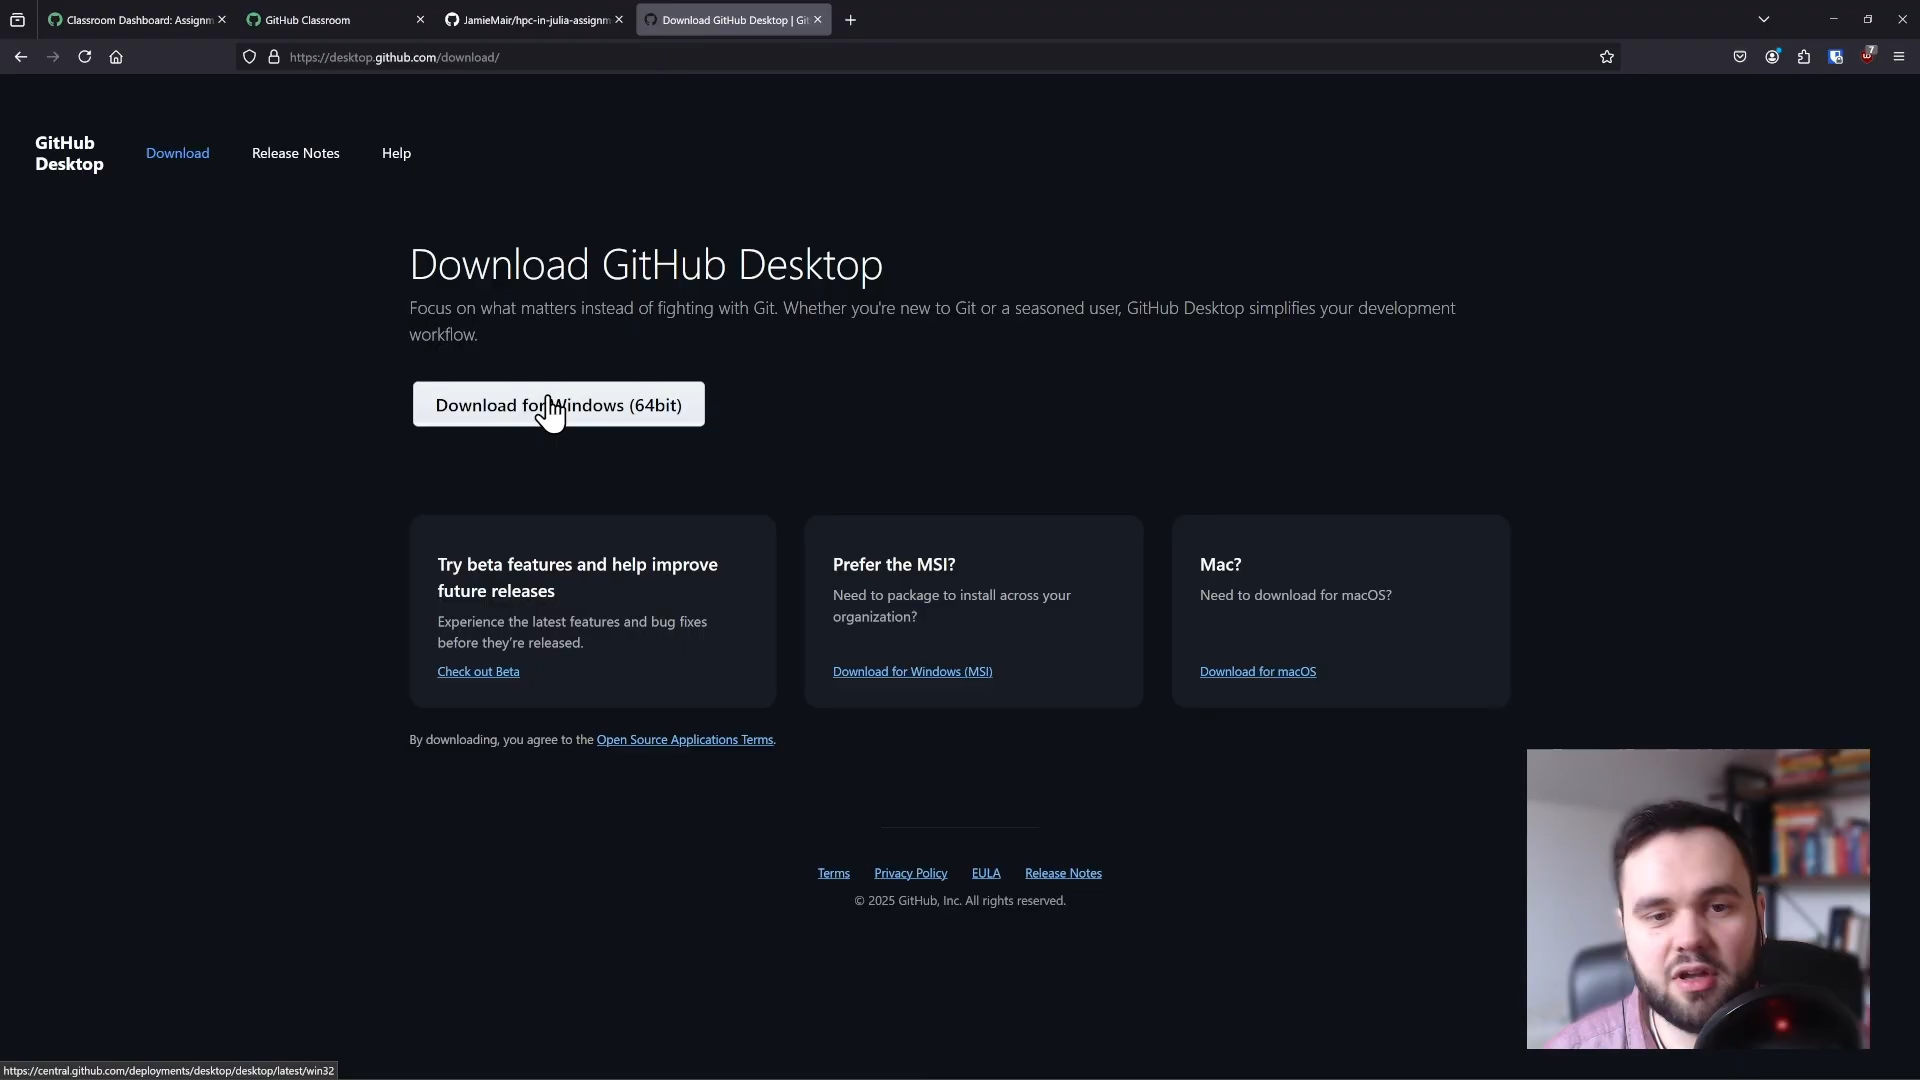 Classroom Dashboard: Assignm
GitHub Classroom
JamieMair/hpc-in-julia-assignm
Download GitHub Desktop | Git
https://desktop.github.com/download/
7
GitHub
Desktop
Download
Release Notes
Help
Download GitHub Desktop
Focus on what matters instead of fighting with Git. Whether you're new to Git or a seasoned user, GitHub Desktop simplifies your development
workflow.
Download for Windows (64bit)
Try beta features and help improve
future releases
Experience the latest features and bug fixes
before they’re released.
Check out Beta
Prefer the MSI?
Need to package to install across your
organization?
Download for Windows (MSI)
Mac?
Need to download for macOS?
Download for macOS
By downloading, you agree to the Open Source Applications Terms.
Terms
Privacy Policy
EULA
Release Notes
© 2025 GitHub, Inc. All rights reserved.
https://central.github.com/deployments/desktop/desktop/latest/win32